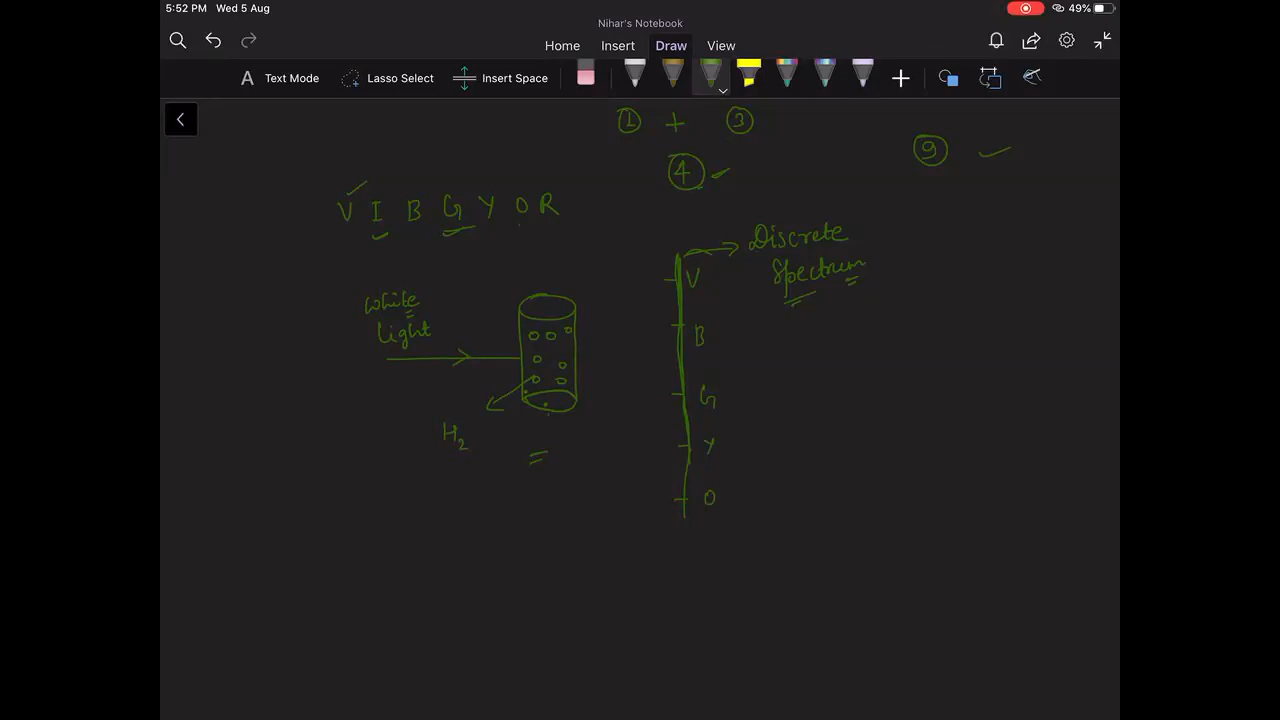 5:52 PM Wed 5 Aug
49%
Nihar's Notebook
Home Insert Draw View
A Text Mode Lasso Select Insert Space
1 + 3
9
4
V I B G Y O R
Discrete
Spectrum
V
White
light
B
G
H2
Y
O